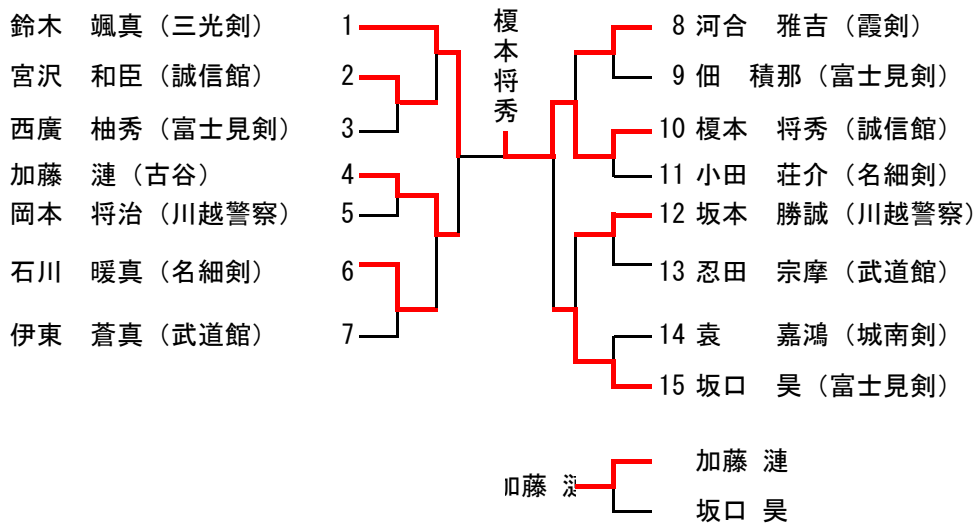 鈴木 颯真（三光剣） 1
宮沢 和臣（誠信館） 2
西廣 柚秀（富士見剣） 3
加藤 漣（古谷） 4
岡本 将治（川越警察） 5
石川 暖真（名細剣） 6
伊東 蒼真（武道館） 7
榎本将秀
8 河合 雅吉（霞剣）
9 佃 積那（富士見剣）
10 榎本 将秀（誠信館）
11 小田 荘介（名細剣）
12 坂本 勝誠（川越警察）
13 忍田 宗摩（武道館）
14 袁 嘉鴻（城南剣）
15 坂口 昊（富士見剣）
加藤 漣
加藤 漣
坂口 昊